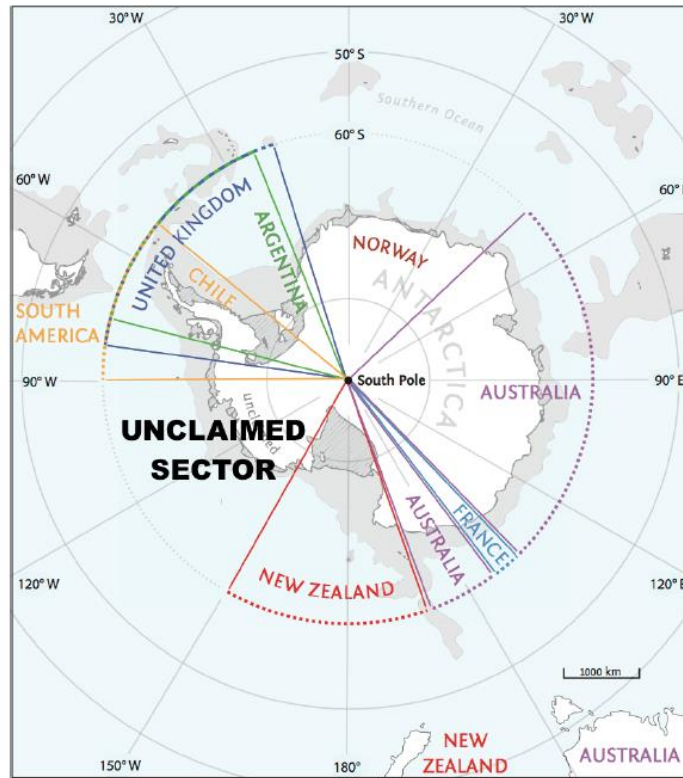 30°W
0°
30°W
50°S
Southern Ocean
60°S
60°W
60°E
UNITED KINGDOM
ARGENTINA
CHILE
NORWAY
ANTARCTICA
SOUTH
AMERICA
90°W
South Pole
AUSTRALIA
90°E
unclaimed
UNCLAIMED
SECTOR
AUSTRALIA
FRANCE
NEW ZEALAND
120°W
120°E
1000 km
150°W
180°
NEW
ZEALAND
AUSTRALIA